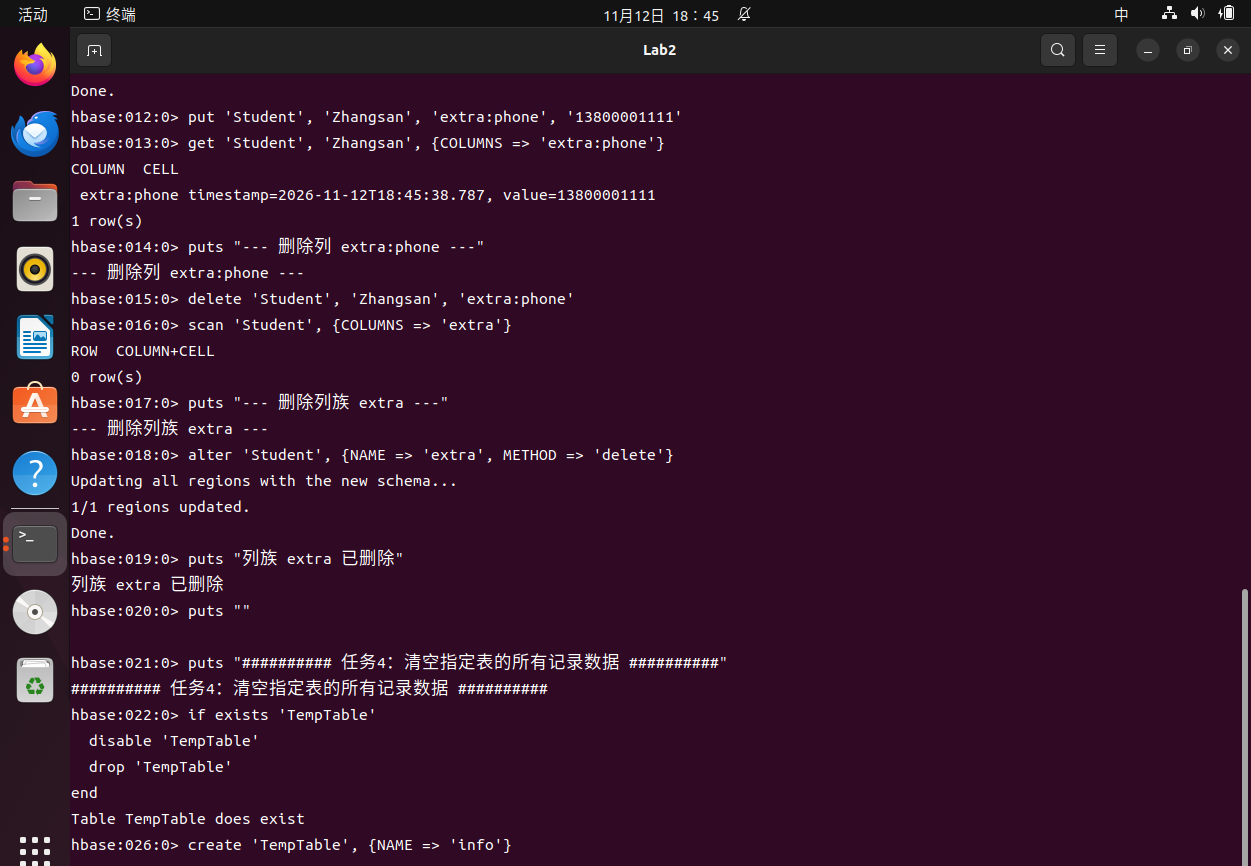 活动 终端 11月12日 18：45 中
Lab2
Done.
hbase:012:0> put 'Student', 'Zhangsan', 'extra:phone', '13800001111'
hbase:013:0> get 'Student', 'Zhangsan', {COLUMNS => 'extra:phone'}
COLUMN  CELL
 extra:phone timestamp=2026-11-12T18:45:38.787, value=13800001111
1 row(s)
hbase:014:0> puts "--- 删除列 extra:phone ---"
--- 删除列 extra:phone ---
hbase:015:0> delete 'Student', 'Zhangsan', 'extra:phone'
hbase:016:0> scan 'Student', {COLUMNS => 'extra'}
ROW  COLUMN+CELL
0 row(s)
hbase:017:0> puts "--- 删除列族 extra ---"
--- 删除列族 extra ---
hbase:018:0> alter 'Student', {NAME => 'extra', METHOD => 'delete'}
Updating all regions with the new schema...
1/1 regions updated.
Done.
hbase:019:0> puts "列族 extra 已删除"
列族 extra 已删除
hbase:020:0> puts ""
hbase:021:0> puts "########## 任务4：清空指定表的所有记录数据 ##########"
########## 任务4：清空指定表的所有记录数据 ##########
hbase:022:0> if exists 'TempTable'
  disable 'TempTable'
  drop 'TempTable'
end
Table TempTable does exist
hbase:026:0> create 'TempTable', {NAME => 'info'}